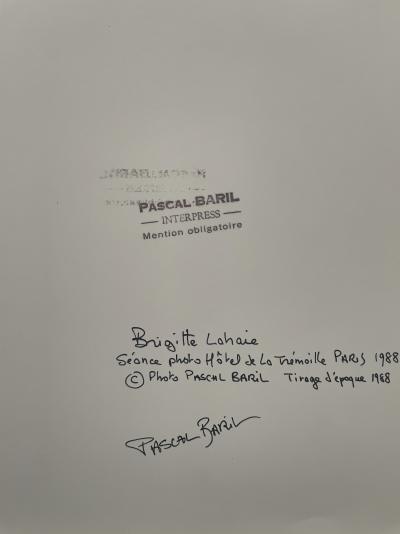 PASCAL-BARIL
— INTERPRESS —
Mention obligatoire
Brigitte Lahaie
Séance photo Hôtel de La Trémoille PARIS 1988
© Photo PASCAL BARIL Tirage d'époque 1988
PASCAL BARIL